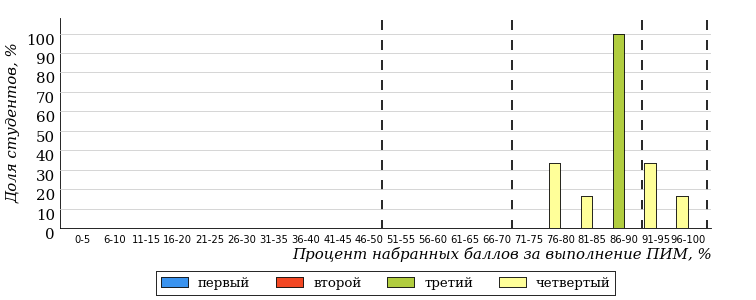 Доля студентов, %
100
90
80
70
60
50
40
30
20
10
0
0-5 6-10 11-15 16-20 21-25 26-30 31-35 36-40 41-45 46-50 51-55 56-60 61-65 66-70 71-75 76-80 81-85 86-90 91-95 96-100
Процент набранных баллов за выполнение ПИМ, %
первый второй третий четвертый